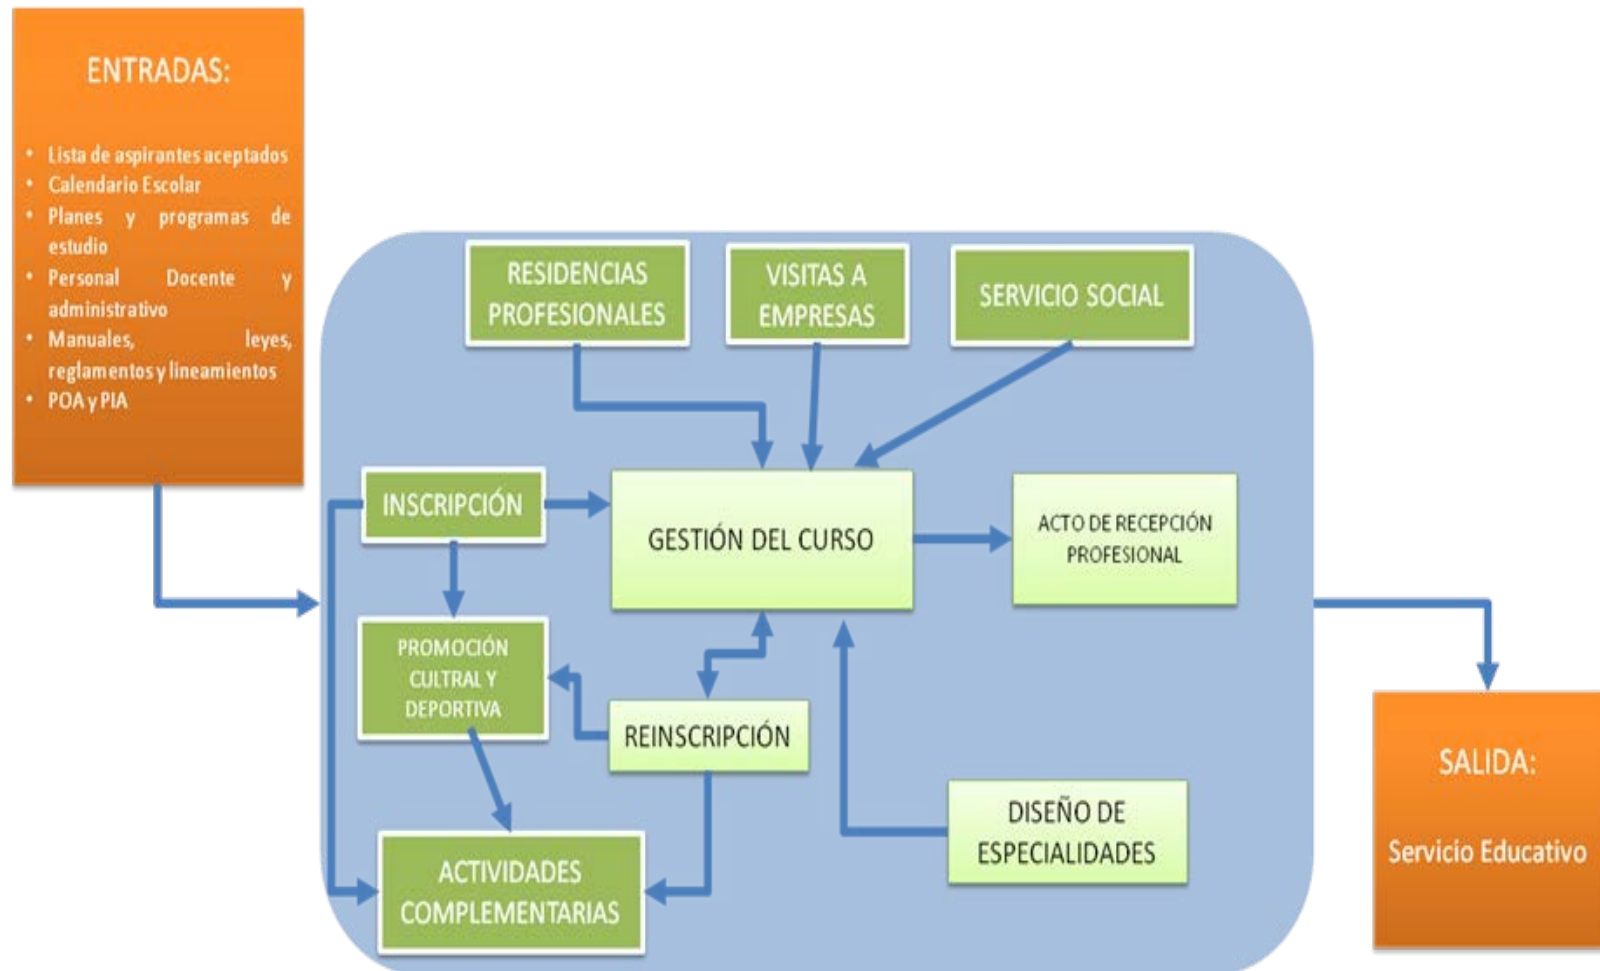 ENTRADAS:
• Lista de aspirantes aceptados
• Calendario Escolar
• Planes y programas de
estudio
• Personal Docente y
administrativo
• Manuales, leyes,
reglamentos y lineamientos
• POA y PIA
RESIDENCIAS
PROFESIONALES
VISITAS A
EMPRESAS
SERVICIO SOCIAL
INSCRIPCIÓN
GESTIÓN DEL CURSO
ACTO DE RECEPCIÓN
PROFESIONAL
PROMOCIÓN
CULTRAL Y
DEPORTIVA
REINSCRIPCIÓN
DISEÑO DE
ESPECIALIDADES
ACTIVIDADES
COMPLEMENTARIAS
SALIDA:
Servicio Educativo